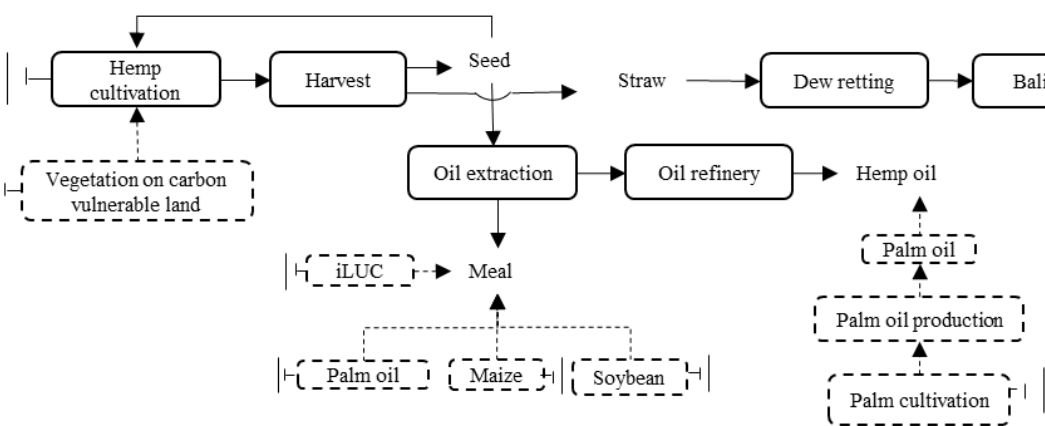 Hemp
cultivation
Harvest
Seed
Straw
Dew retting
Bali
Vegetation on carbon
vulnerable land
Oil extraction
Oil refinery
Hemp oil
iLUC
Meal
Palm oil
Palm oil production
Palm oil
Maize
Soybean
Palm cultivation